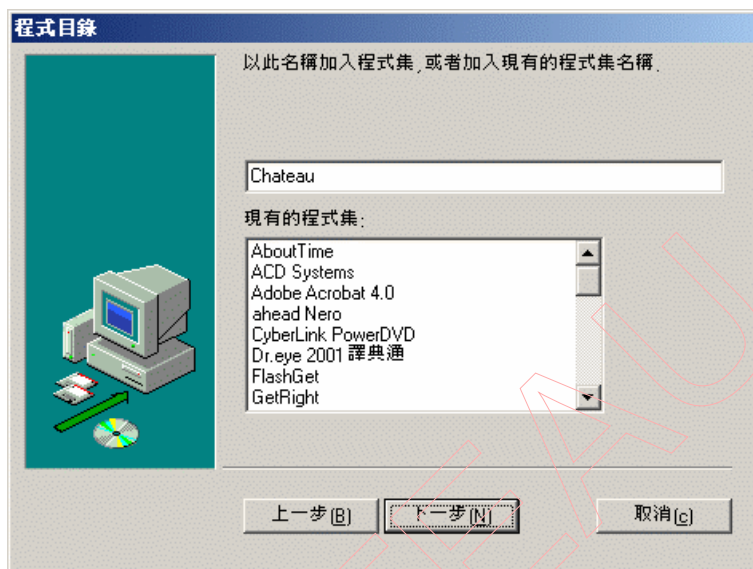 程式目錄
以此名稱加入程式集,或者加入現有的程式集名稱.
Chateau
現有的程式集:
AboutTime
ACD Systems
Adobe Acrobat 4.0
ahead Nero
CyberLink PowerDVD
Dr.eye 2001 譯典通
FlashGet
GetRight
上一步(B) 下一步(N) 取消(c)